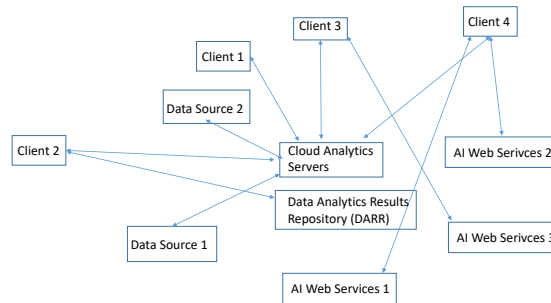 Client 3
Client 4
Client 1
Data Source 2
Client 2
Cloud Analytics
Servers
AI Web Serivces 2
Data Analytics Results
Repository (DARR)
Data Source 1
AI Web Serivces 3
AI Web Services 1